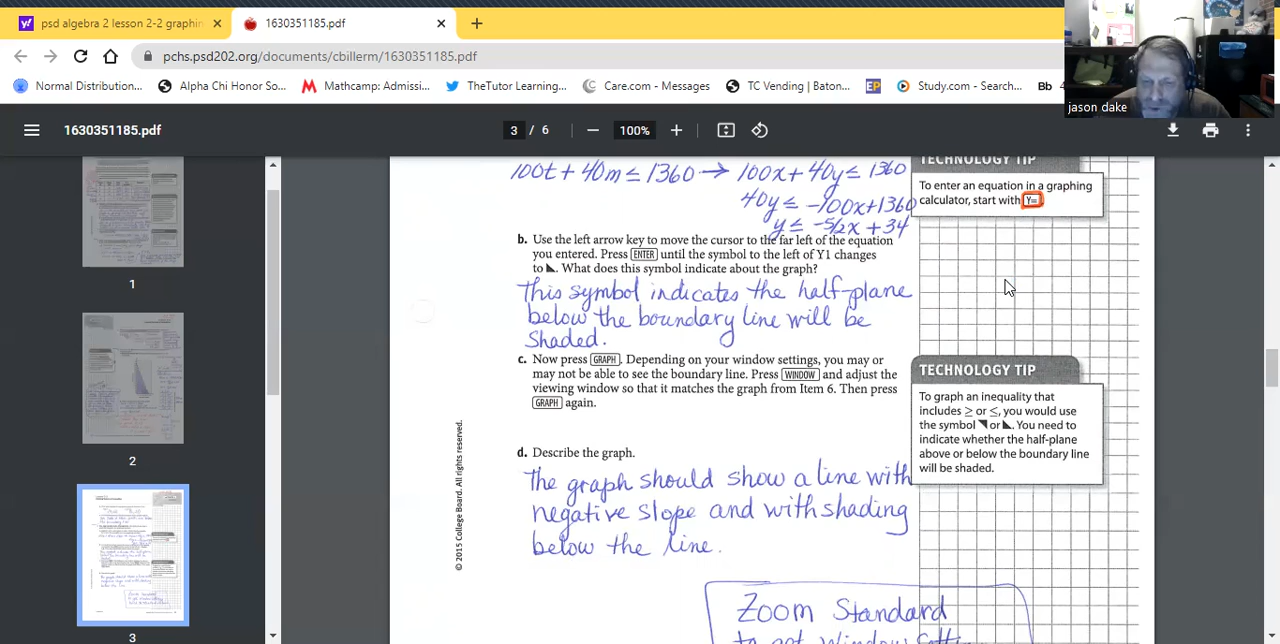 psd algebra 2 lesson 2-2 graphin
1630351185.pdf
pchs.psd202.org/documents/cbillerm/1630351185.pdf
Normal Distribution...
Alpha Chi Honor So...
Mathcamp: Admissi...
TheTutor Learning...
Care.com - Messages
TC Vending | Baton...
EP
Study.com - Search...
Bb
jason dake
1630351185.pdf
3 / 6
100%
1
2
3
100t + 40m ≤ 1360 → 100x + 40y ≤ 1360
40y ≤ -100x+1360
y ≤ -5/2x + 34
b. Use the left arrow key to move the cursor to the far left of the equation
you entered. Press ENTER until the symbol to the left of Y1 changes
to ◣. What does this symbol indicate about the graph?
This symbol indicates the half-plane
below the boundary line will be
shaded.
c. Now press GRAPH. Depending on your window settings, you may or
may not be able to see the boundary line. Press WINDOW and adjust the
viewing window so that it matches the graph from Item 6. Then press
GRAPH again.
d. Describe the graph.
The graph should show a line with
negative slope and with shading
below the line.
Zoom Standard
to get window
© 2015 College Board. All rights reserved.
TECHNOLOGY TIP
To enter an equation in a graphing
calculator, start with Y=.
TECHNOLOGY TIP
To graph an inequality that
includes ≥ or ≤, you would use
the symbol ◥ or ◣. You need to
indicate whether the half-plane
above or below the boundary line
will be shaded.